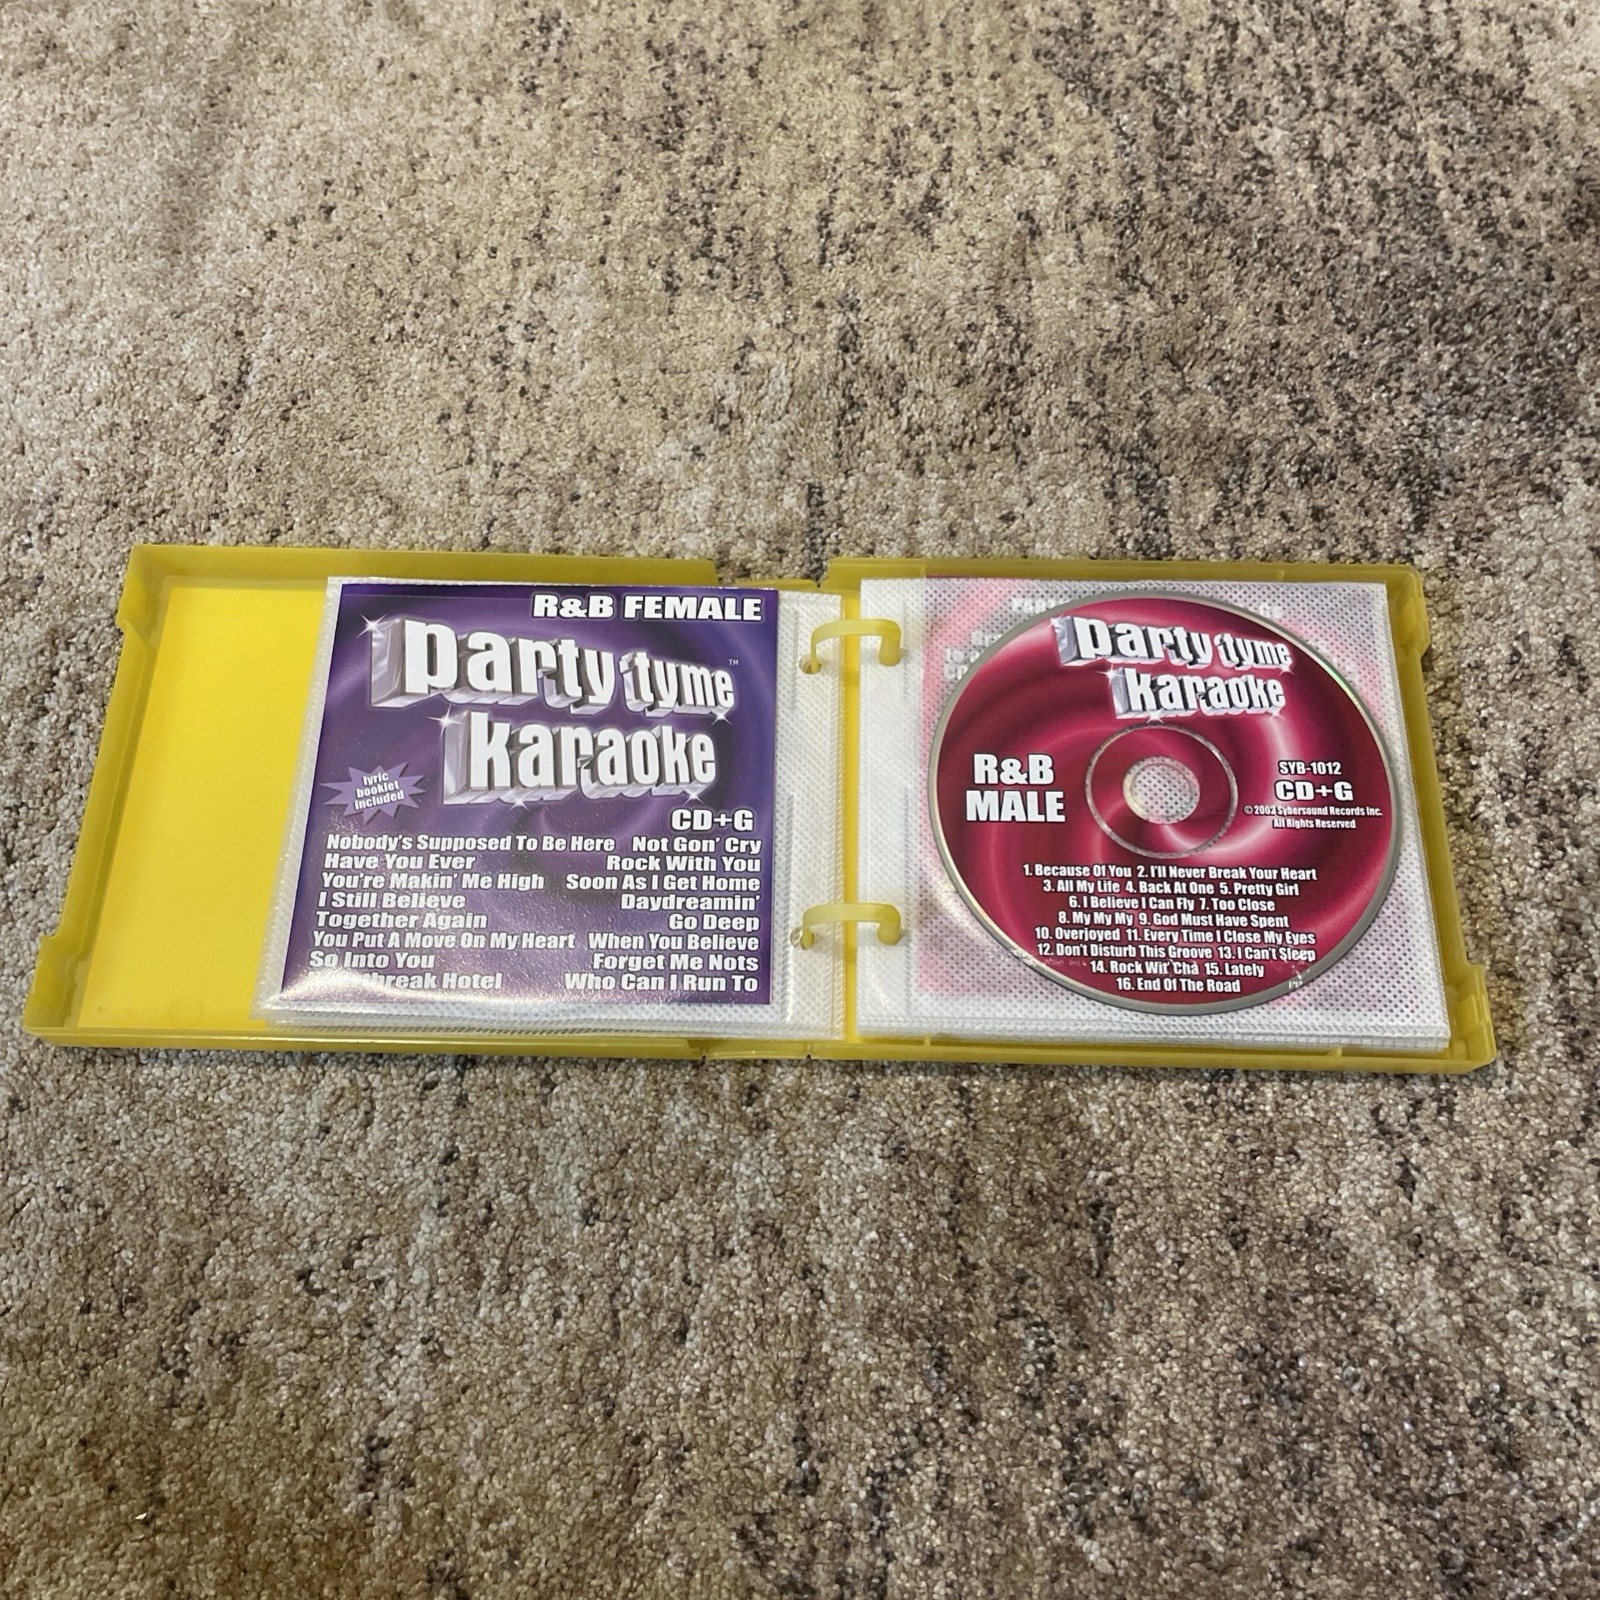 R&B FEMALE
party tyme™
karaoke
lyric
booklet
included
CD+G
Nobody's Supposed To Be Here Not Gon' Cry
Have You Ever Rock With You
You're Makin' Me High Soon As I Get Home
I Still Believe Daydreamin'
Together Again Go Deep
You Put A Move On My Heart When You Believe
So Into You Forget Me Nots
Hotel Who Can I Run To
party tyme
karaoke
R&B
MALE
SYB-1012
CD+G
© 2002 Sybersound Records Inc.
All Rights Reserved
1. Because Of You 2. I'll Never Break Your Heart
3. All My Life 4. Back At One 5. Pretty Girl
6. I Believe I Can Fly 7. Too Close
8. My My My 9. God Must Have Spent
10. Overjoyed 11. Every Time I Close My Eyes
12. Don't Disturb This Groove 13. I Can't Sleep
14. Rock Wit' Cha 15. Lately
16. End Of The Road